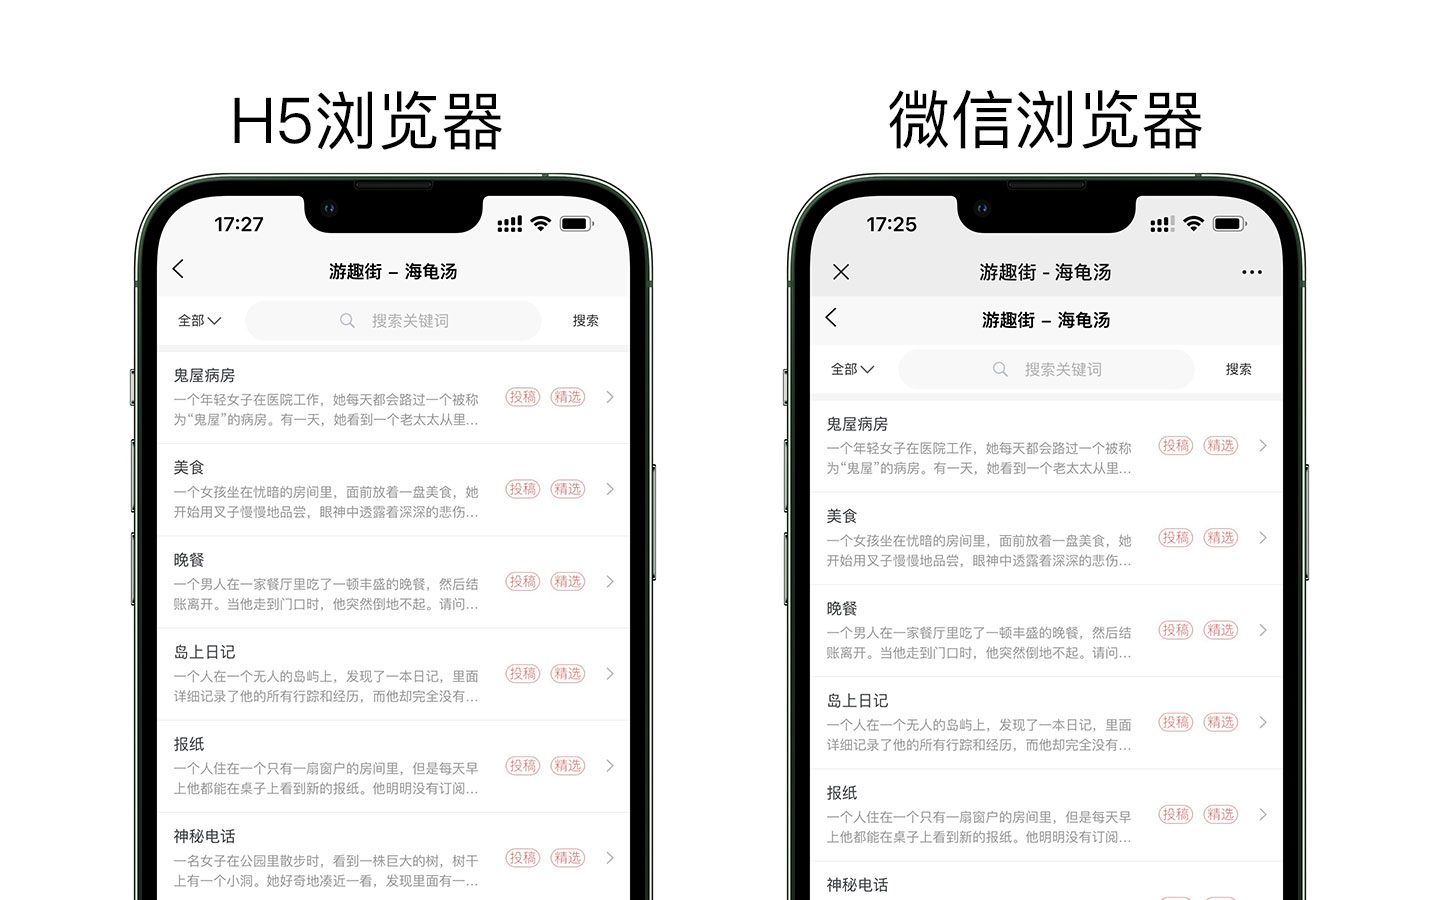 H5浏览器
17:27
游趣街 – 海龟汤
全部
搜索关键词
搜索
鬼屋病房
一个年轻女子在医院工作，她每天都会路过一个被称
为“鬼屋”的病房。有一天，她看到一个老太太从里...
投稿 精选
美食
一个女孩坐在忧暗的房间里，面前放着一盘美食，她
开始用叉子慢慢地品尝，眼神中透露着深深的悲伤...
投稿 精选
晚餐
一个男人在一家餐厅里吃了一顿丰盛的晚餐，然后结
账离开。当他走到门口时，他突然倒地不起。请问...
投稿 精选
岛上日记
一个人在一个无人的岛屿上，发现了一本日记，里面
详细记录了他的所有行踪和经历，而他却完全没有...
投稿 精选
报纸
一个人住在一个只有一扇窗户的房间里，但是每天早
上他都能在桌子上看到新的报纸。他明明没有订阅...
投稿 精选
神秘电话
一名女子在公园里散步时，看到一株巨大的树，树干
上有一个小洞。她好奇地凑近一看，发现里面有一...
投稿 精选
微信浏览器
17:25
游趣街 - 海龟汤
游趣街 – 海龟汤
全部
搜索关键词
搜索
鬼屋病房
一个年轻女子在医院工作，她每天都会路过一个被称
为“鬼屋”的病房。有一天，她看到一个老太太从里...
投稿 精选
美食
一个女孩坐在忧暗的房间里，面前放着一盘美食，她
开始用叉子慢慢地品尝，眼神中透露着深深的悲伤...
投稿 精选
晚餐
一个男人在一家餐厅里吃了一顿丰盛的晚餐，然后结
账离开。当他走到门口时，他突然倒地不起。请问...
投稿 精选
岛上日记
一个人在一个无人的岛屿上，发现了一本日记，里面
详细记录了他的所有行踪和经历，而他却完全没有...
投稿 精选
报纸
一个人住在一个只有一扇窗户的房间里，但是每天早
上他都能在桌子上看到新的报纸。他明明没有订阅...
投稿 精选
神秘电话